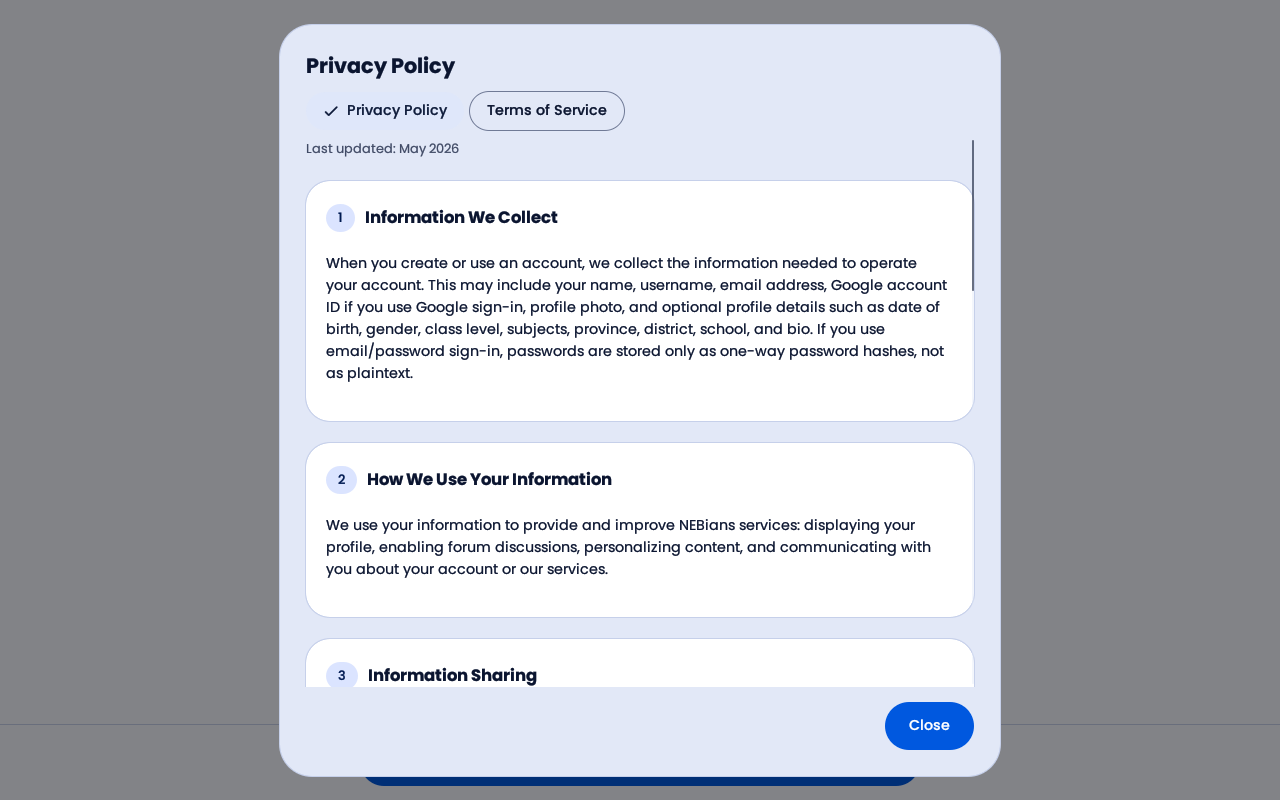 Privacy Policy
Privacy Policy
Terms of Service
Last updated: May 2026
1 Information We Collect
When you create or use an account, we collect the information needed to operate
your account. This may include your name, username, email address, Google account
ID if you use Google sign-in, profile photo, and optional profile details such as date of
birth, gender, class level, subjects, province, district, school, and bio. If you use
email/password sign-in, passwords are stored only as one-way password hashes, not
as plaintext.
2 How We Use Your Information
We use your information to provide and improve NEBians services: displaying your
profile, enabling forum discussions, personalizing content, and communicating with
you about your account or our services.
3 Information Sharing
Close